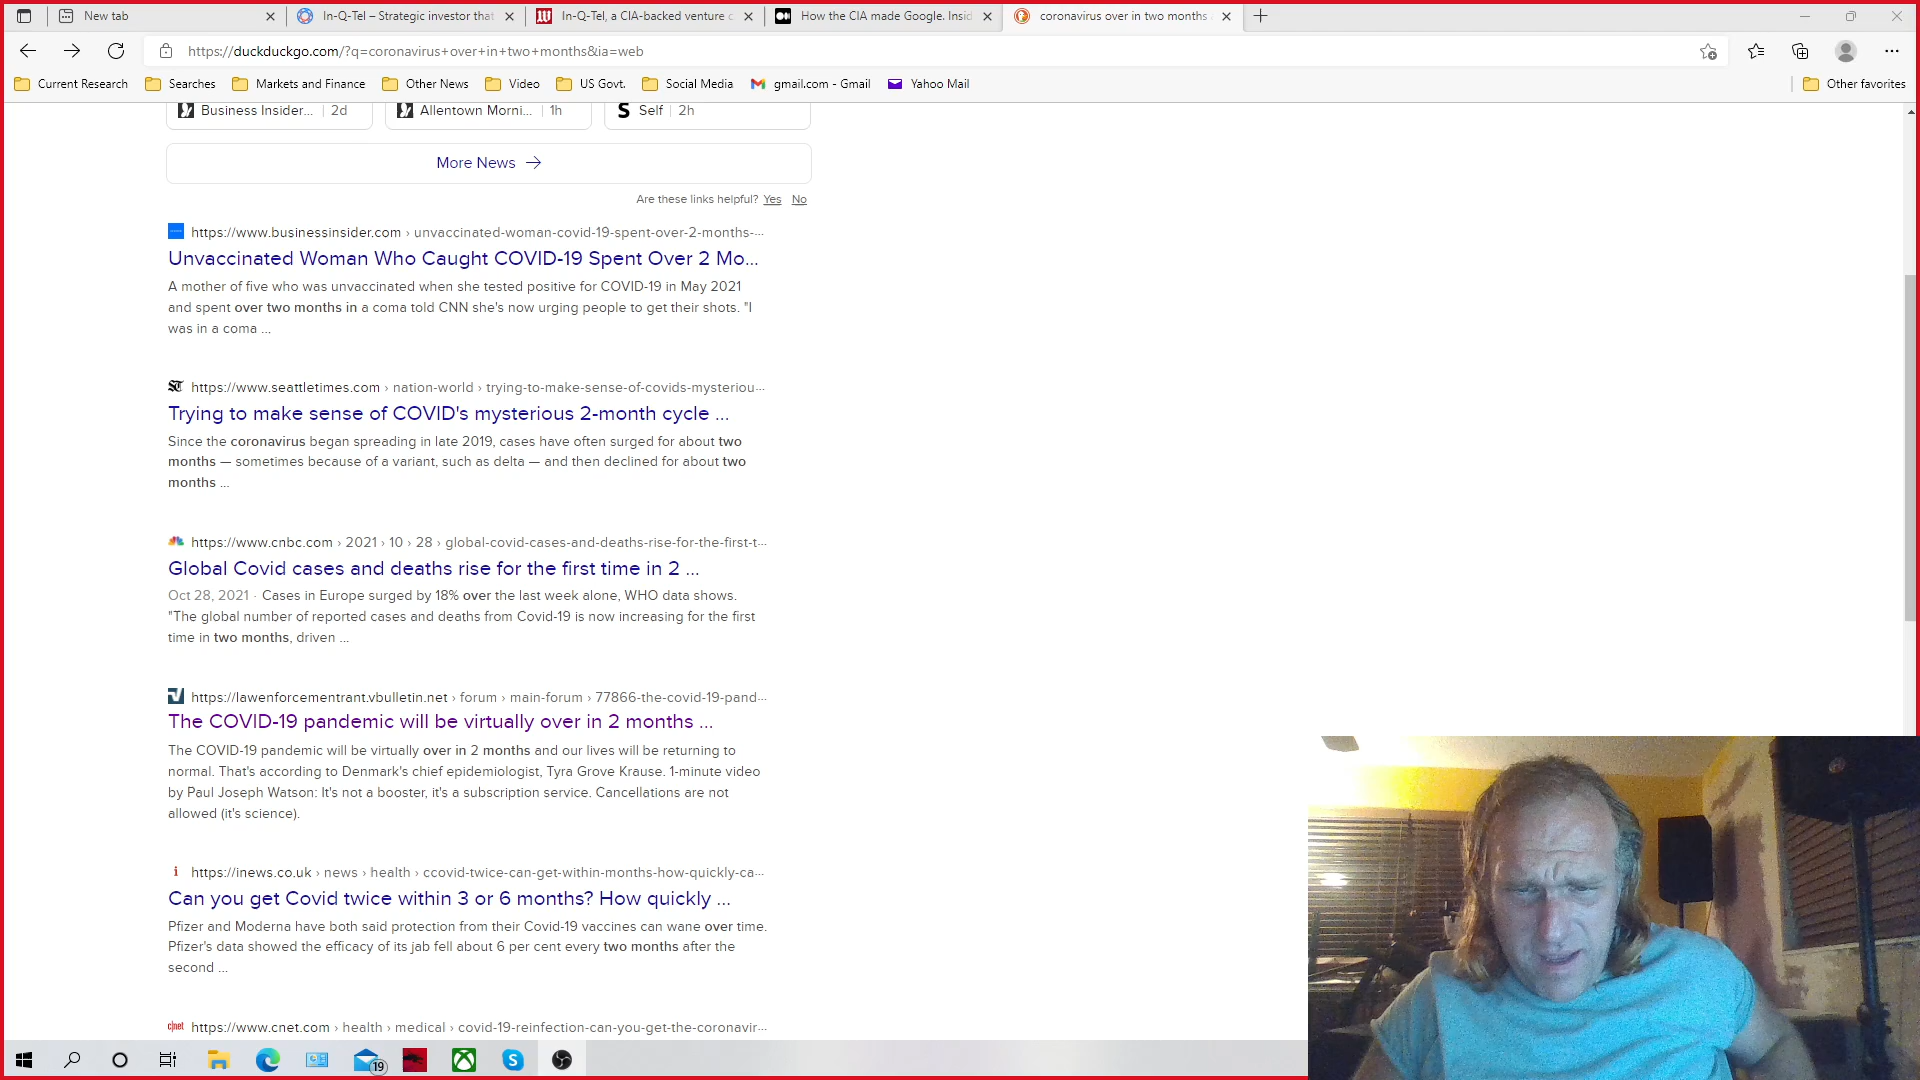 New tab
In-Q-Tel – Strategic investor that
In-Q-Tel, a CIA-backed venture c
How the CIA made Google. Insid
coronavirus over in two months
https://duckduckgo.com/?q=coronavirus+over+in+two+months&ia=web
Current Research
Searches
Markets and Finance
Other News
Video
US Govt.
Social Media
gmail.com - Gmail
Yahoo Mail
Other favorites
Business Insider... | 2d
Allentown Morni... | 1h
S Self | 2h
More News →
Are these links helpful? Yes No
https://www.businessinsider.com › unvaccinated-woman-covid-19-spent-over-2-months-...
Unvaccinated Woman Who Caught COVID-19 Spent Over 2 Mo...
A mother of five who was unvaccinated when she tested positive for COVID-19 in May 2021
and spent over two months in a coma told CNN she's now urging people to get their shots. "I
was in a coma ...
https://www.seattletimes.com › nation-world › trying-to-make-sense-of-covids-mysteriou...
Trying to make sense of COVID's mysterious 2-month cycle ...
Since the coronavirus began spreading in late 2019, cases have often surged for about two
months — sometimes because of a variant, such as delta — and then declined for about two
months ...
https://www.cnbc.com › 2021 › 10 › 28 › global-covid-cases-and-deaths-rise-for-the-first-t...
Global Covid cases and deaths rise for the first time in 2 ...
Oct 28, 2021 · Cases in Europe surged by 18% over the last week alone, WHO data shows.
"The global number of reported cases and deaths from Covid-19 is now increasing for the first
time in two months, driven ...
https://lawenforcementrant.vbulletin.net › forum › main-forum › 77866-the-covid-19-pand...
The COVID-19 pandemic will be virtually over in 2 months ...
The COVID-19 pandemic will be virtually over in 2 months and our lives will be returning to
normal. That's according to Denmark's chief epidemiologist, Tyra Grove Krause. 1-minute video
by Paul Joseph Watson: It's not a booster, it's a subscription service. Cancellations are not
allowed (it's science).
https://inews.co.uk › news › health › ccovid-twice-can-get-within-months-how-quickly-ca...
Can you get Covid twice within 3 or 6 months? How quickly ...
Pfizer and Moderna have both said protection from their Covid-19 vaccines can wane over time.
Pfizer's data showed the efficacy of its jab fell about 6 per cent every two months after the
second ...
c|net https://www.cnet.com › health › medical › covid-19-reinfection-can-you-get-the-coronavir...
19